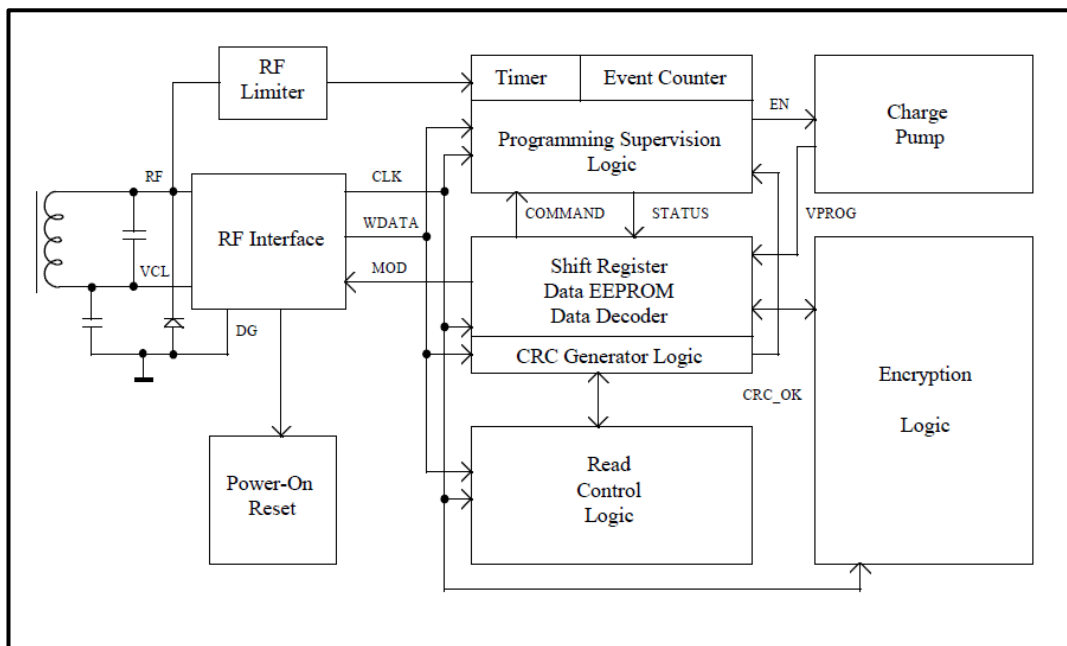 RF
Limiter
Timer
Event Counter
EN
Charge
Pump
Programming Supervision
Logic
RF
CLK
COMMAND
STATUS
VPROG
RF Interface
WDATA
VCL
MOD
Shift Register
Data EEPROM
Data Decoder
DG
CRC Generator Logic
CRC_OK
Encryption
Logic
Power-On
Reset
Read
Control
Logic